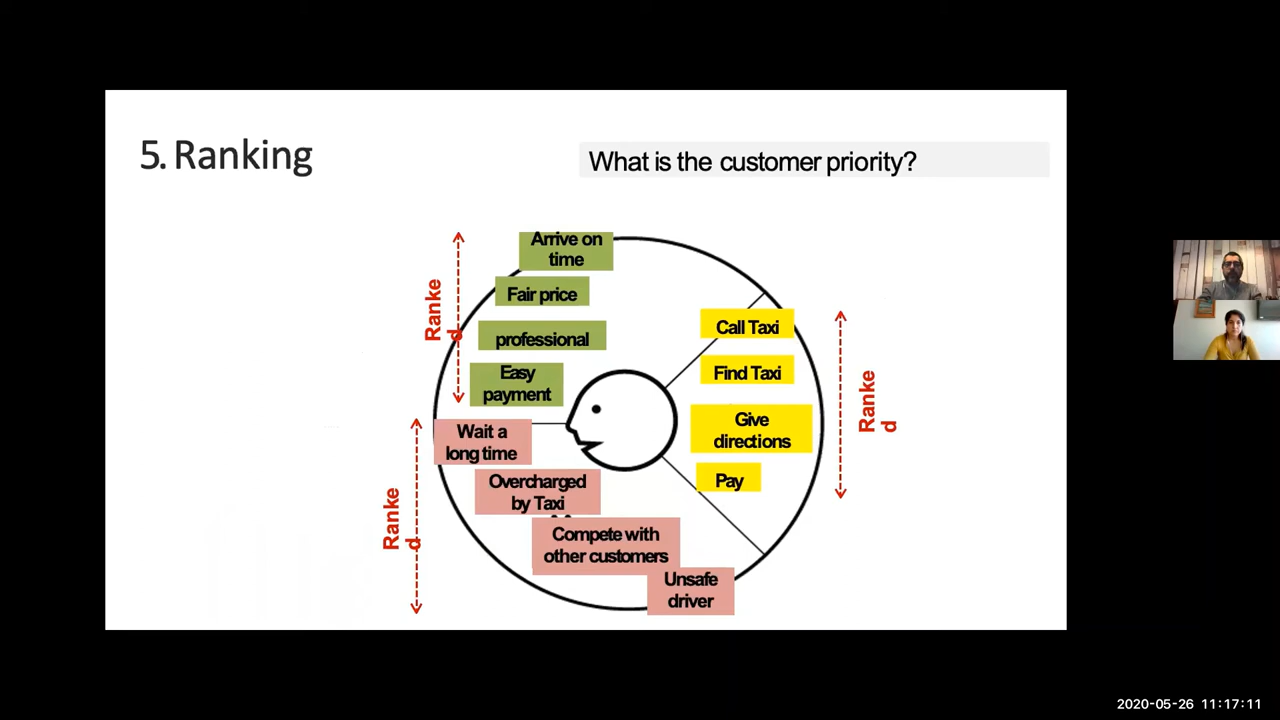 5. Ranking
What is the customer priority?
Arrive on
time
Fair price
professional
Easy
payment
Ranke
d
Call Taxi
Find Taxi
Give
directions
Pay
Ranke
d
Wait a
long time
Overcharged
by Taxi
Compete with
other customers
Unsafe
driver
Ranke
d
2020-05-26 11:17:11